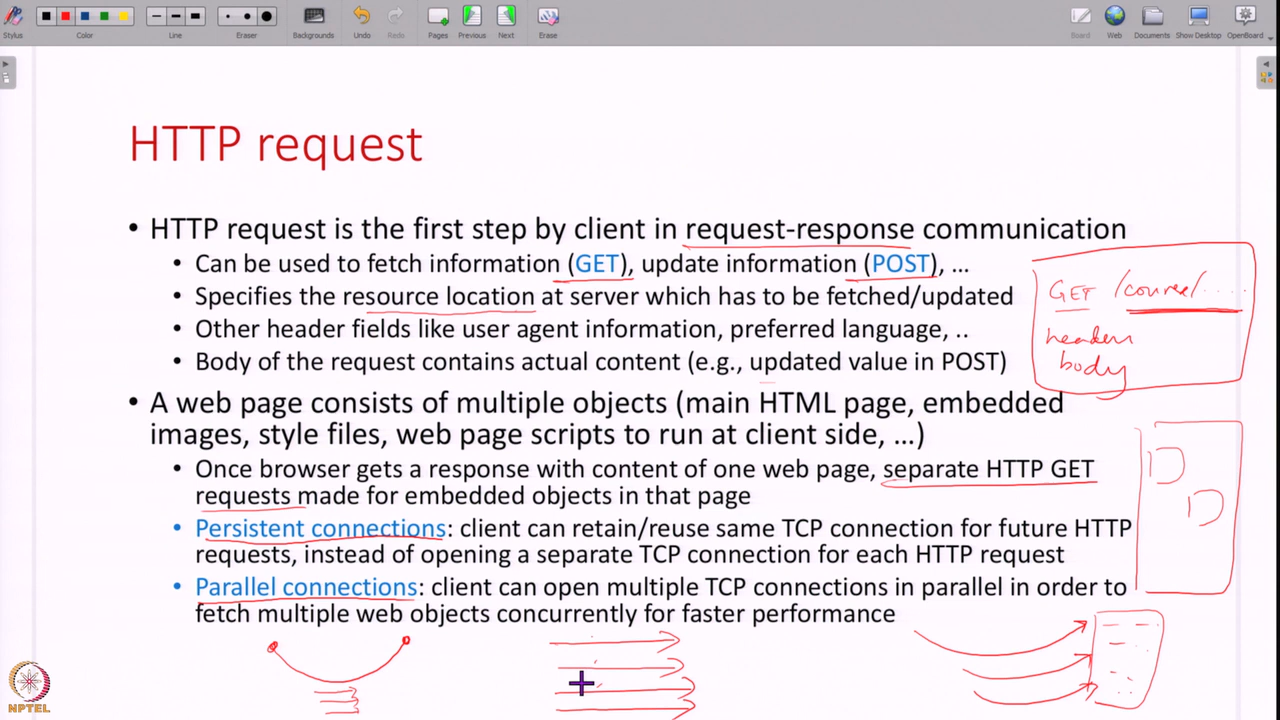 Stylus Color Line Eraser Backgrounds Undo Redo Pages Previous Next Erase Board Web Documents Show Desktop OpenBoard
HTTP request
• HTTP request is the first step by client in request-response communication
• Can be used to fetch information (GET), update information (POST), ...
• Specifies the resource location at server which has to be fetched/updated
• Other header fields like user agent information, preferred language, ..
• Body of the request contains actual content (e.g., updated value in POST)
GET /course/.....
headers
body
• A web page consists of multiple objects (main HTML page, embedded
images, style files, web page scripts to run at client side, ...)
• Once browser gets a response with content of one web page, separate HTTP GET
requests made for embedded objects in that page
• Persistent connections: client can retain/reuse same TCP connection for future HTTP
requests, instead of opening a separate TCP connection for each HTTP request
• Parallel connections: client can open multiple TCP connections in parallel in order to
fetch multiple web objects concurrently for faster performance
NPTEL